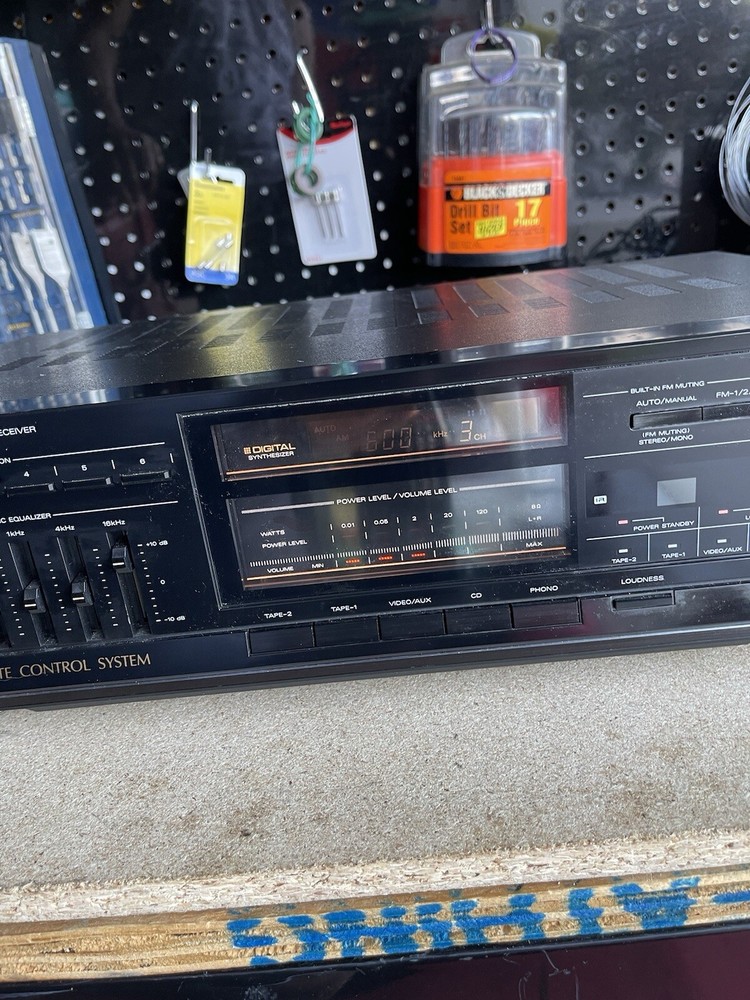 BLACK&DECKER
Drill Bit 17
Set Piece
ECEIVER
ON
4 5 6
IC EQUALIZER
1kHz 4kHz 16kHz
+10 dB
0
-10 dB
TE CONTROL SYSTEM
DIGITAL
SYNTHESIZER
AUTO
AM 600 kHz 3 CH
POWER LEVEL / VOLUME LEVEL
WATTS 0.01 0.05 2 20 120 8Ω
POWER LEVEL L+R
VOLUME MIN MAX
TAPE-2 TAPE-1 VIDEO/AUX CD PHONO
BUILT-IN FM MUTING
AUTO/MANUAL FM-1/2
(FM MUTING)
STEREO/MONO
POWER STANDBY
TAPE-2 TAPE-1 VIDEO/AUX
LOUDNESS